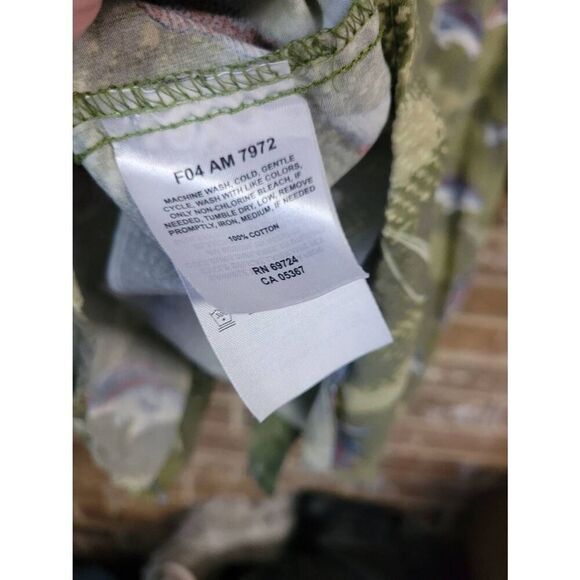 F04 AM 7972
MACHINE WASH, COLD, GENTLE
CYCLE, WASH WITH LIKE COLORS,
ONLY NON-CHLORINE BLEACH, IF
NEEDED, TUMBLE DRY, LOW, REMOVE
PROMPTLY, IRON, MEDIUM, IF NEEDED
100% COTTON
RN 69724
CA 05367